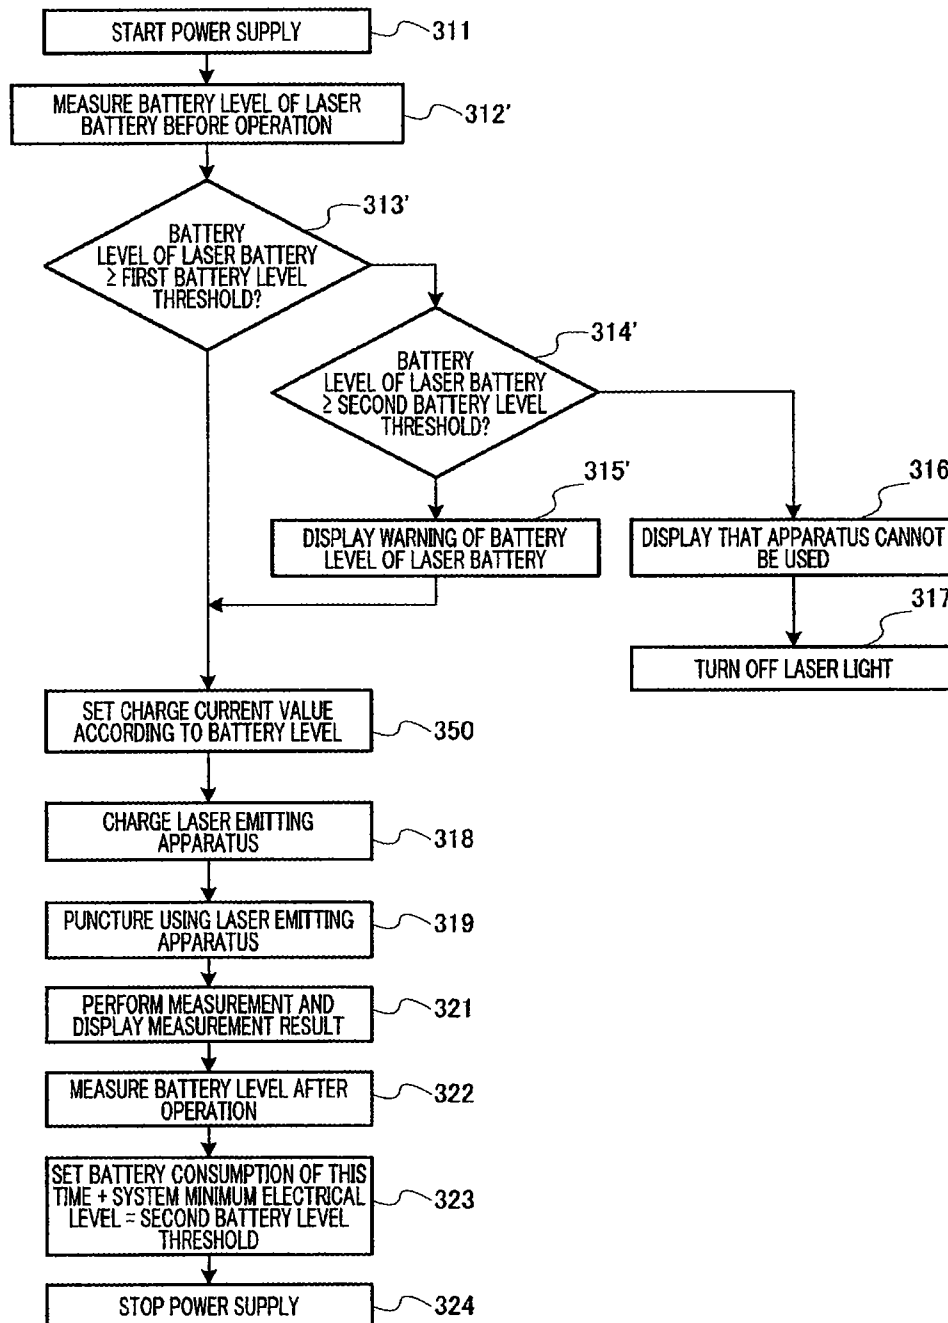 START POWER SUPPLY
311
MEASURE BATTERY LEVEL OF LASER
BATTERY BEFORE OPERATION
312'
313'
BATTERY
LEVEL OF LASER BATTERY
≥ FIRST BATTERY LEVEL
THRESHOLD?
314'
BATTERY
LEVEL OF LASER BATTERY
≥ SECOND BATTERY LEVEL
THRESHOLD?
315'
DISPLAY WARNING OF BATTERY
LEVEL OF LASER BATTERY
316
DISPLAY THAT APPARATUS CANNOT
BE USED
317
TURN OFF LASER LIGHT
SET CHARGE CURRENT VALUE
ACCORDING TO BATTERY LEVEL
350
CHARGE LASER EMITTING
APPARATUS
318
PUNCTURE USING LASER EMITTING
APPARATUS
319
PERFORM MEASUREMENT AND
DISPLAY MEASUREMENT RESULT
321
MEASURE BATTERY LEVEL AFTER
OPERATION
322
SET BATTERY CONSUMPTION OF THIS
TIME + SYSTEM MINIMUM ELECTRICAL
LEVEL = SECOND BATTERY LEVEL
THRESHOLD
323
STOP POWER SUPPLY
324